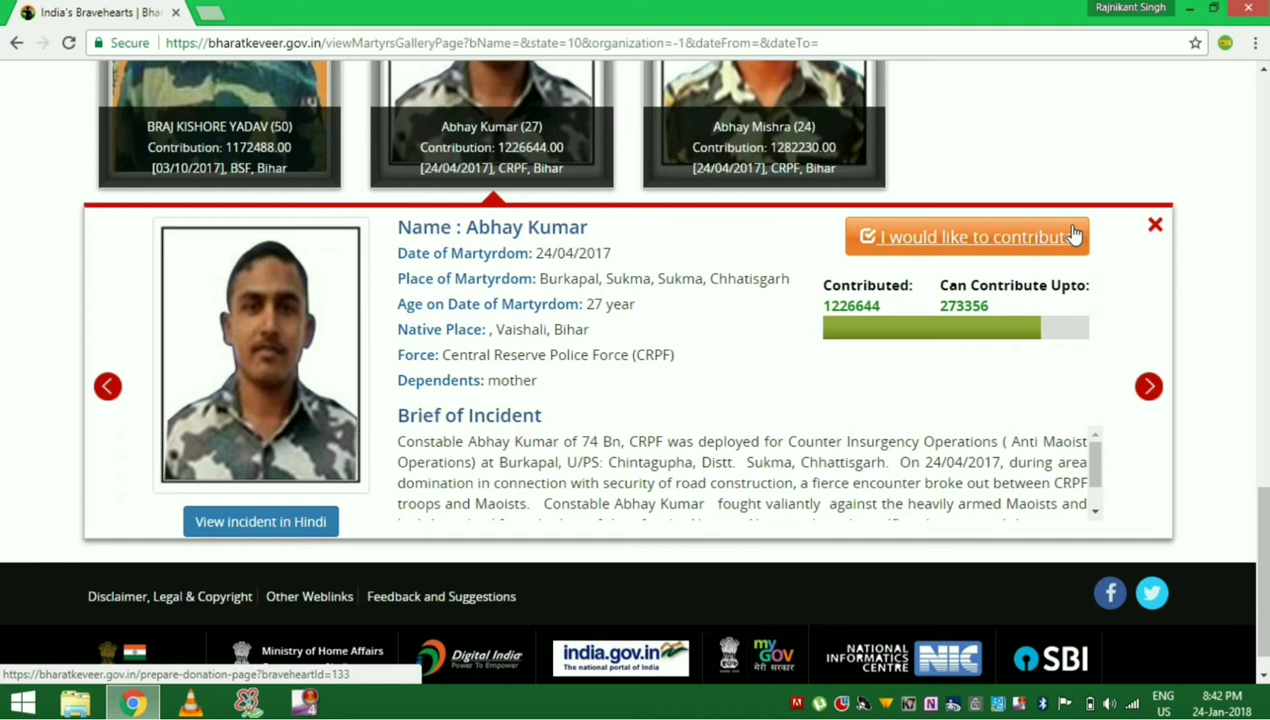 India's Bravehearts | Bha
Rajnikant Singh
Secure
https://bharatkeveer.gov.in/viewMartyrsGalleryPage?bName=&state=10&organization=-1&dateFrom=&dateTo=
BRAJ KISHORE YADAV (50)
Contribution: 1172488.00
[03/10/2017], BSF, Bihar
Abhay Kumar (27)
Contribution: 1226644.00
[24/04/2017], CRPF, Bihar
Abhay Mishra (24)
Contribution: 1282230.00
[24/04/2017], CRPF, Bihar
Name : Abhay Kumar
Date of Martyrdom: 24/04/2017
Place of Martyrdom: Burkapal, Sukma, Sukma, Chhatisgarh
Age on Date of Martyrdom: 27 year
Native Place: , Vaishali, Bihar
Force: Central Reserve Police Force (CRPF)
Dependents: mother
I would like to contribut
Contributed:
1226644
Can Contribute Upto:
273356
Brief of Incident
Constable Abhay Kumar of 74 Bn, CRPF was deployed for Counter Insurgency Operations ( Anti Maoist
Operations) at Burkapal, U/PS: Chintagupha, Distt. Sukma, Chhattisgarh. On 24/04/2017, during area
domination in connection with security of road construction, a fierce encounter broke out between CRPF
troops and Maoists. Constable Abhay Kumar fought valiantly against the heavily armed Maoists and
View incident in Hindi
Disclaimer, Legal & Copyright
Other Weblinks
Feedback and Suggestions
Ministry of Home Affairs
Digital India
Power To Empower
india.gov.in
The national portal of India
my
GOV
मेरी सरकार
NATIONAL
INFORMATICS
CENTRE
NIC
SBI
https://bharatkeveer.gov.in/prepare-donation-page?braveheartId=133
4
ENG
US
8:42 PM
24-Jan-2018